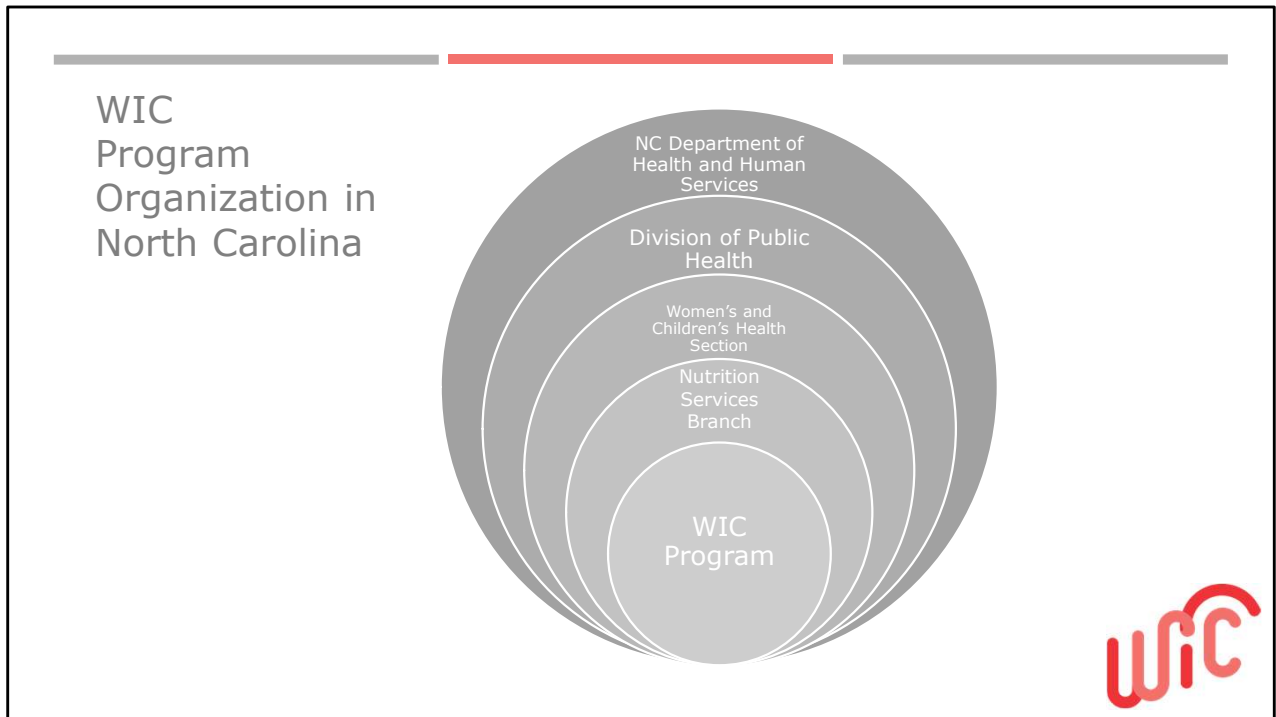 WIC
Program
Organization in
North Carolina
NC Department of
Health and Human
Services
Division of Public
Health
Women's and
Children's Health
Section
Nutrition
Services
Branch
WIC
Program
wic